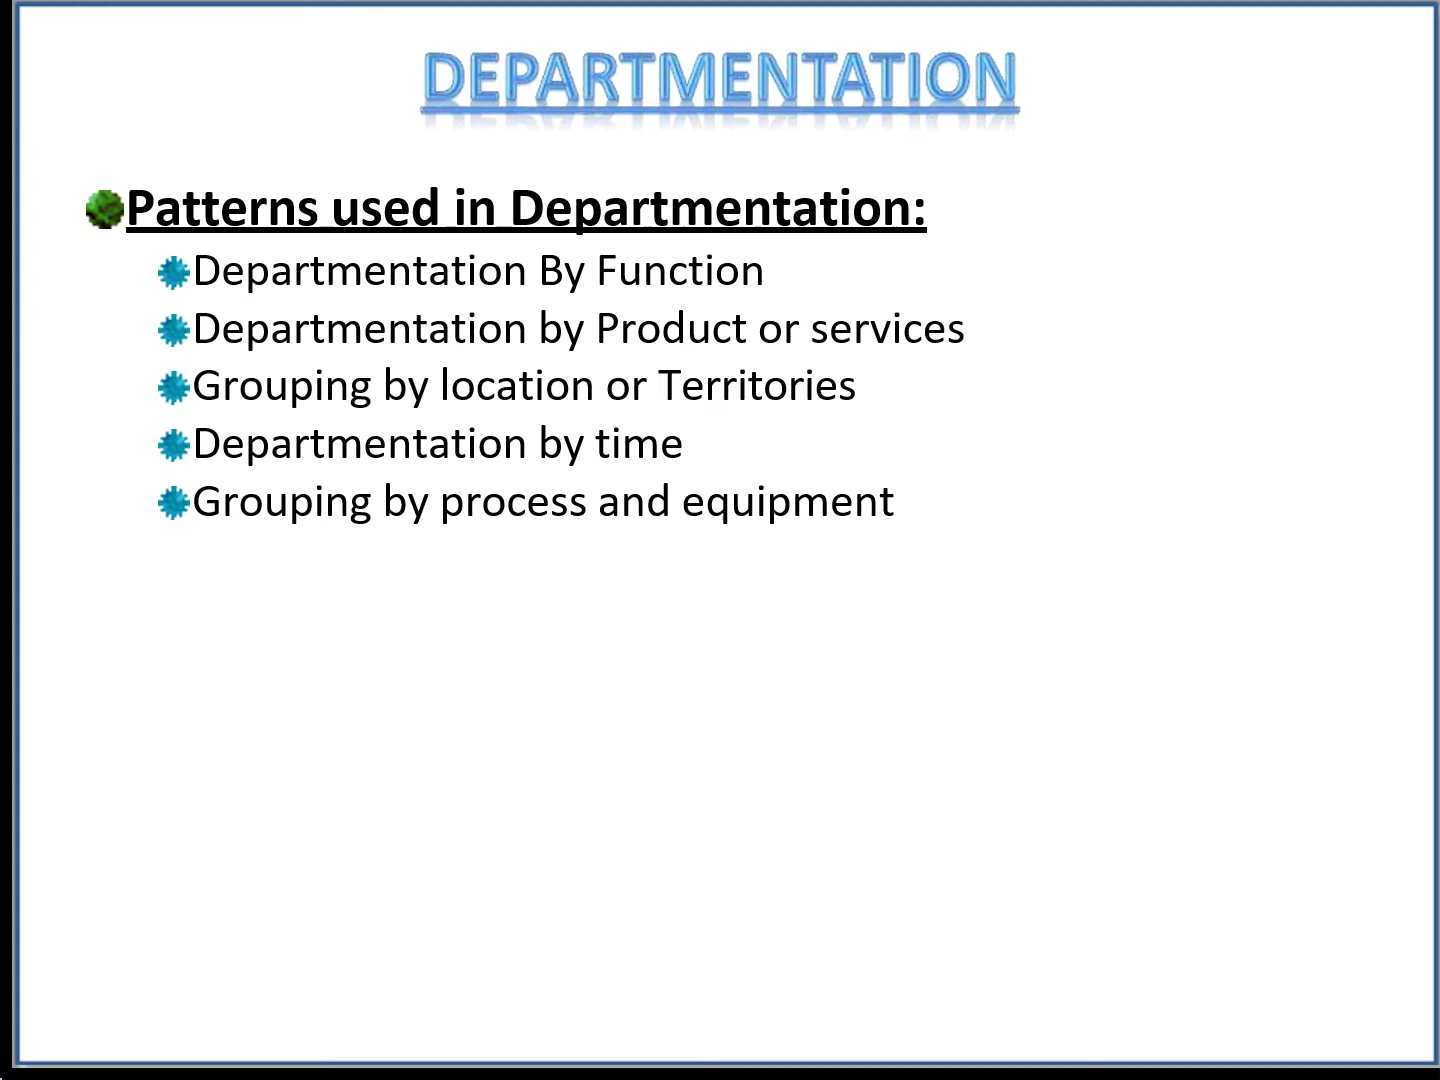 DEPARTMENTATION
Patterns used in Departmentation:
Departmentation By Function
Departmentation by Product or services
Grouping by location or Territories
Departmentation by time
Grouping by process and equipment